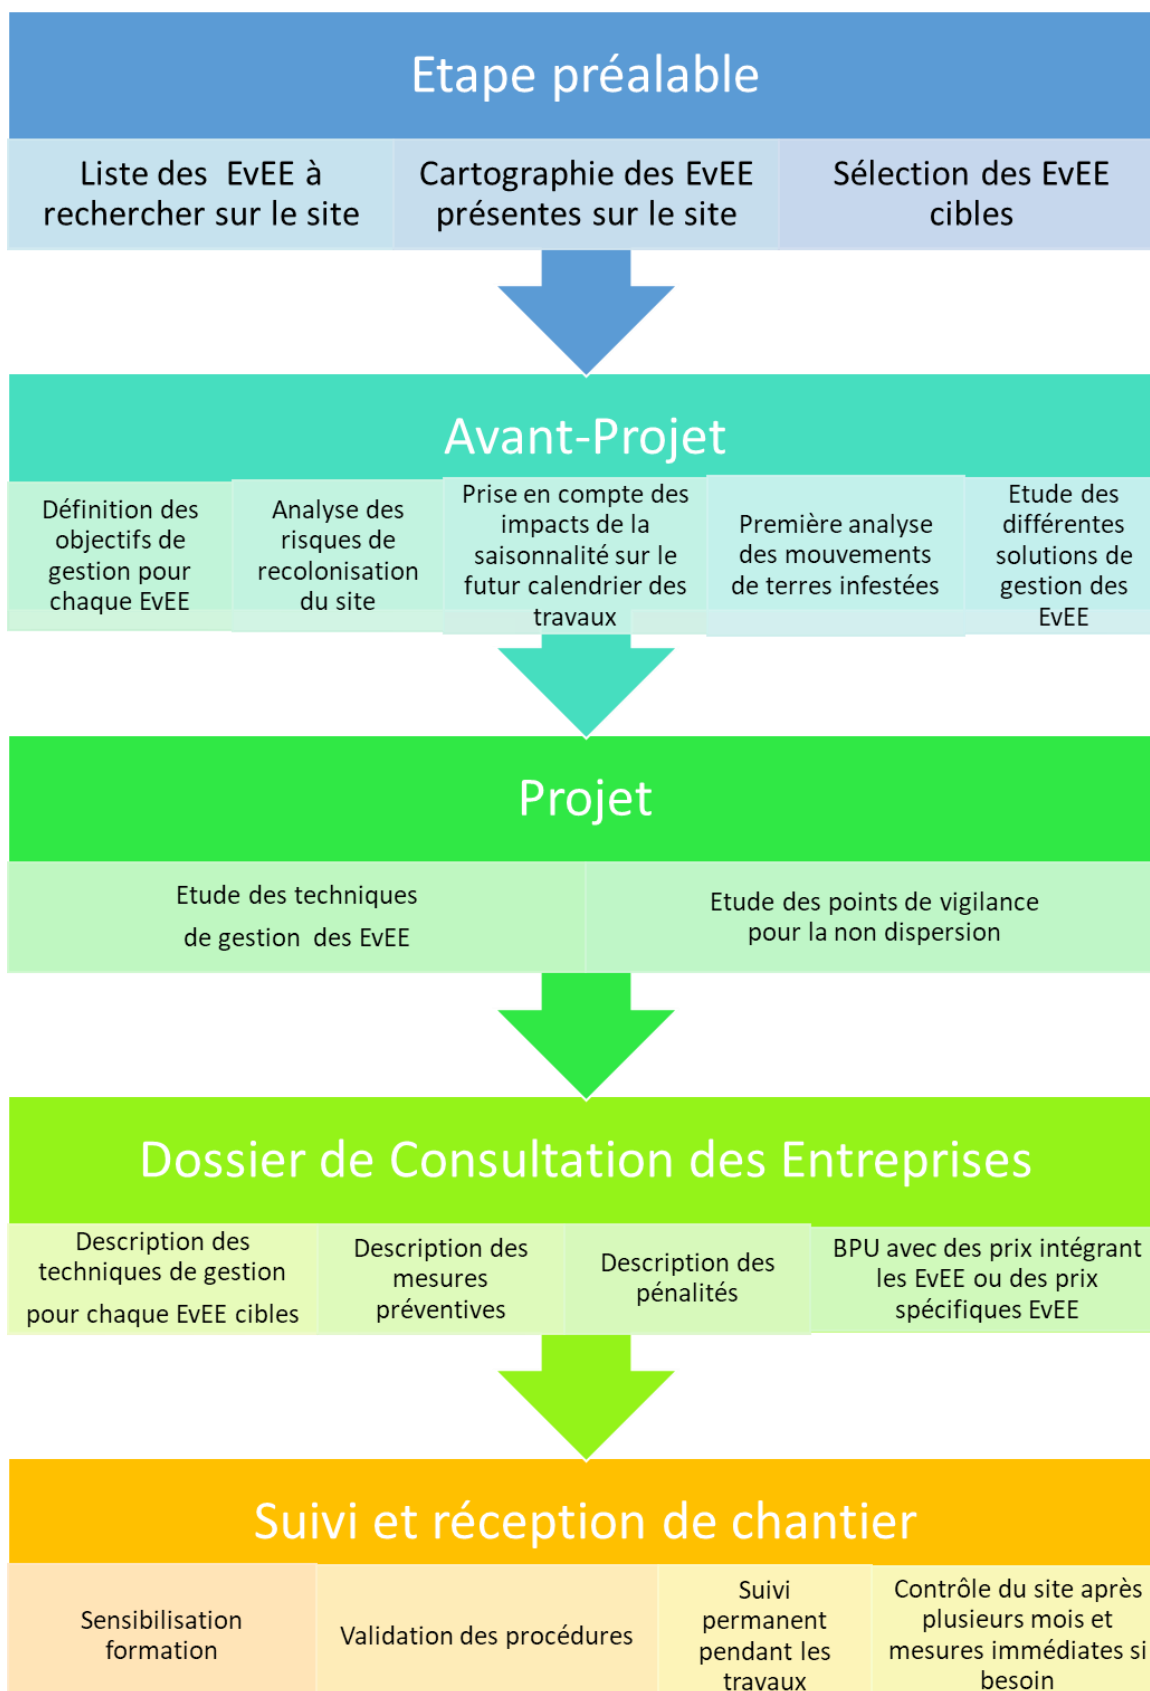 Etape préalable
Liste des EvEE à
rechercher sur le site
Cartographie des EvEE
présentes sur le site
Sélection des EvEE
cibles
Avant-Projet
Définition des
objectifs de
gestion pour
chaque EvEE
Analyse des
risques de
recolonisation
du site
Prise en compte des
impacts de la
saisonnalité sur le
futur calendrier des
travaux
Première analyse
des mouvements
de terres infestées
Etude des
différentes
solutions de
gestion des
EvEE
Projet
Etude des techniques
de gestion des EvEE
Etude des points de vigilance
pour la non dispersion
Dossier de Consultation des Entreprises
Description des
techniques de gestion
pour chaque EvEE cibles
Description des
mesures
préventives
Description des
pénalités
BPU avec des prix intégrant
les EvEE ou des prix
spécifiques EvEE
Suivi et réception de chantier
Sensibilisation
formation
Validation des procédures
Suivi
permanent
pendant les
travaux
Contrôle du site après
plusieurs mois et
mesures immédiates si
besoin